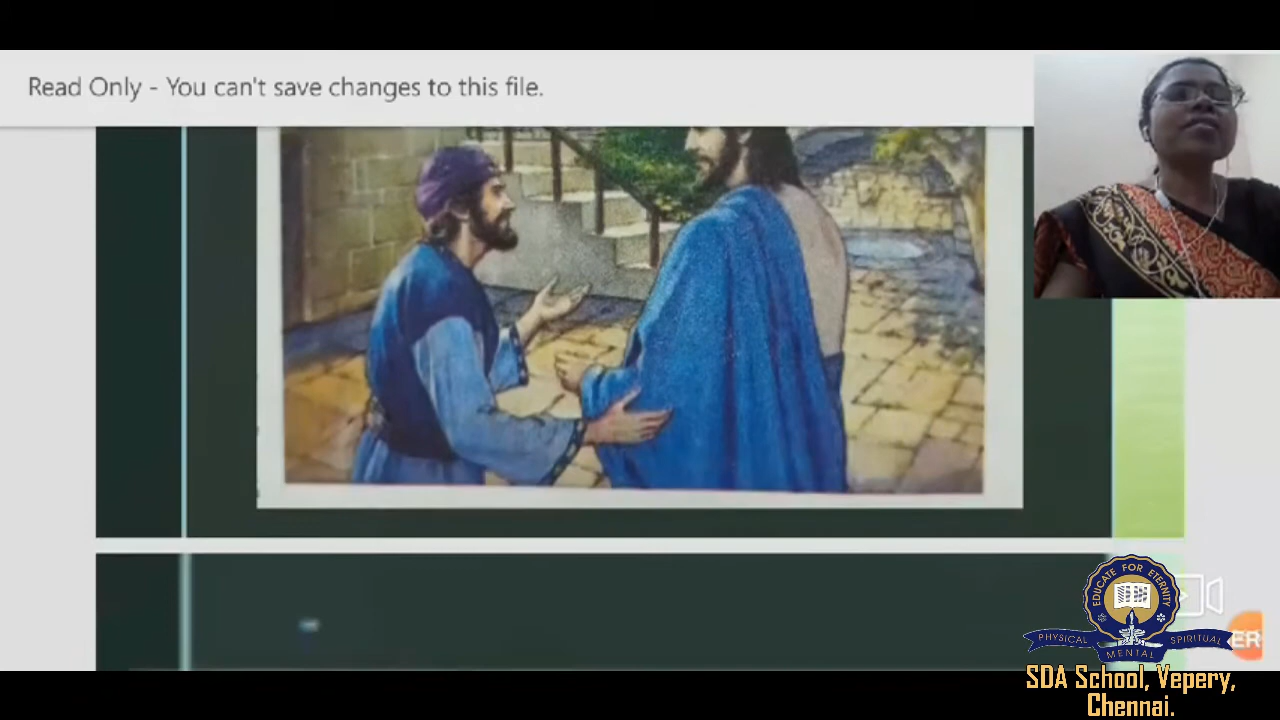 Read Only - You can't save changes to this file.
EDUCATE FOR ETERNITY
PHYSICAL
MENTAL
SPIRITUAL
ER
SDA School, Vepery,
Chennai.